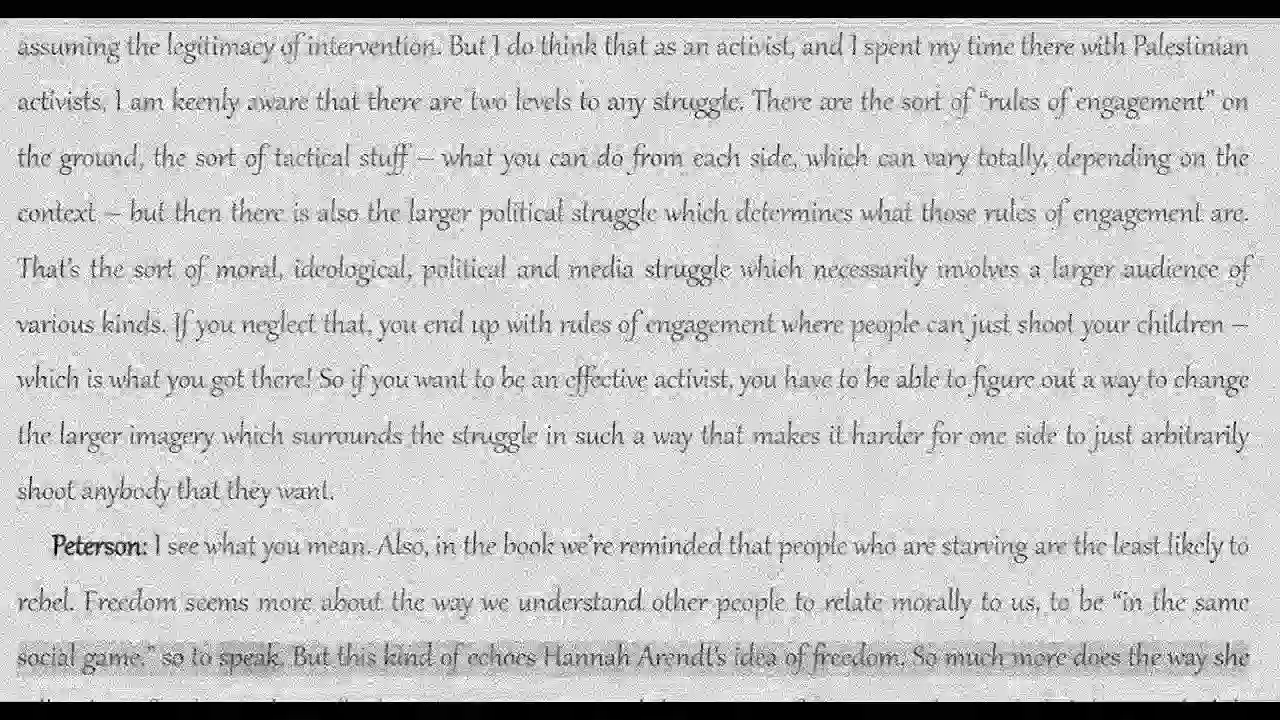 assuming the legitimacy of intervention. But I do think that as an activist, and I spent my time there with Palestinian
activists, I am keenly aware that there are two levels to any struggle. There are the sort of “rules of engagement” on
the ground, the sort of tactical stuff – what you can do from each side, which can vary totally, depending on the
context – but then there is also the larger political struggle which determines what those rules of engagement are.
That’s the sort of moral, ideological, political and media struggle which necessarily involves a larger audience of
various kinds. If you neglect that, you end up with rules of engagement where people can just shoot your children –
which is what you got there! So if you want to be an effective activist, you have to be able to figure out a way to change
the larger imagery which surrounds the struggle in such a way that makes it harder for one side to just arbitrarily
shoot anybody that they want.
Peterson: I see what you mean. Also, in the book we’re reminded that people who are starving are the least likely to
rebel. Freedom seems more about the way we understand other people to relate morally to us, to be “in the same
social game,” so to speak. But this kind of echoes Hannah Arendt’s idea of freedom. So much more does the way she